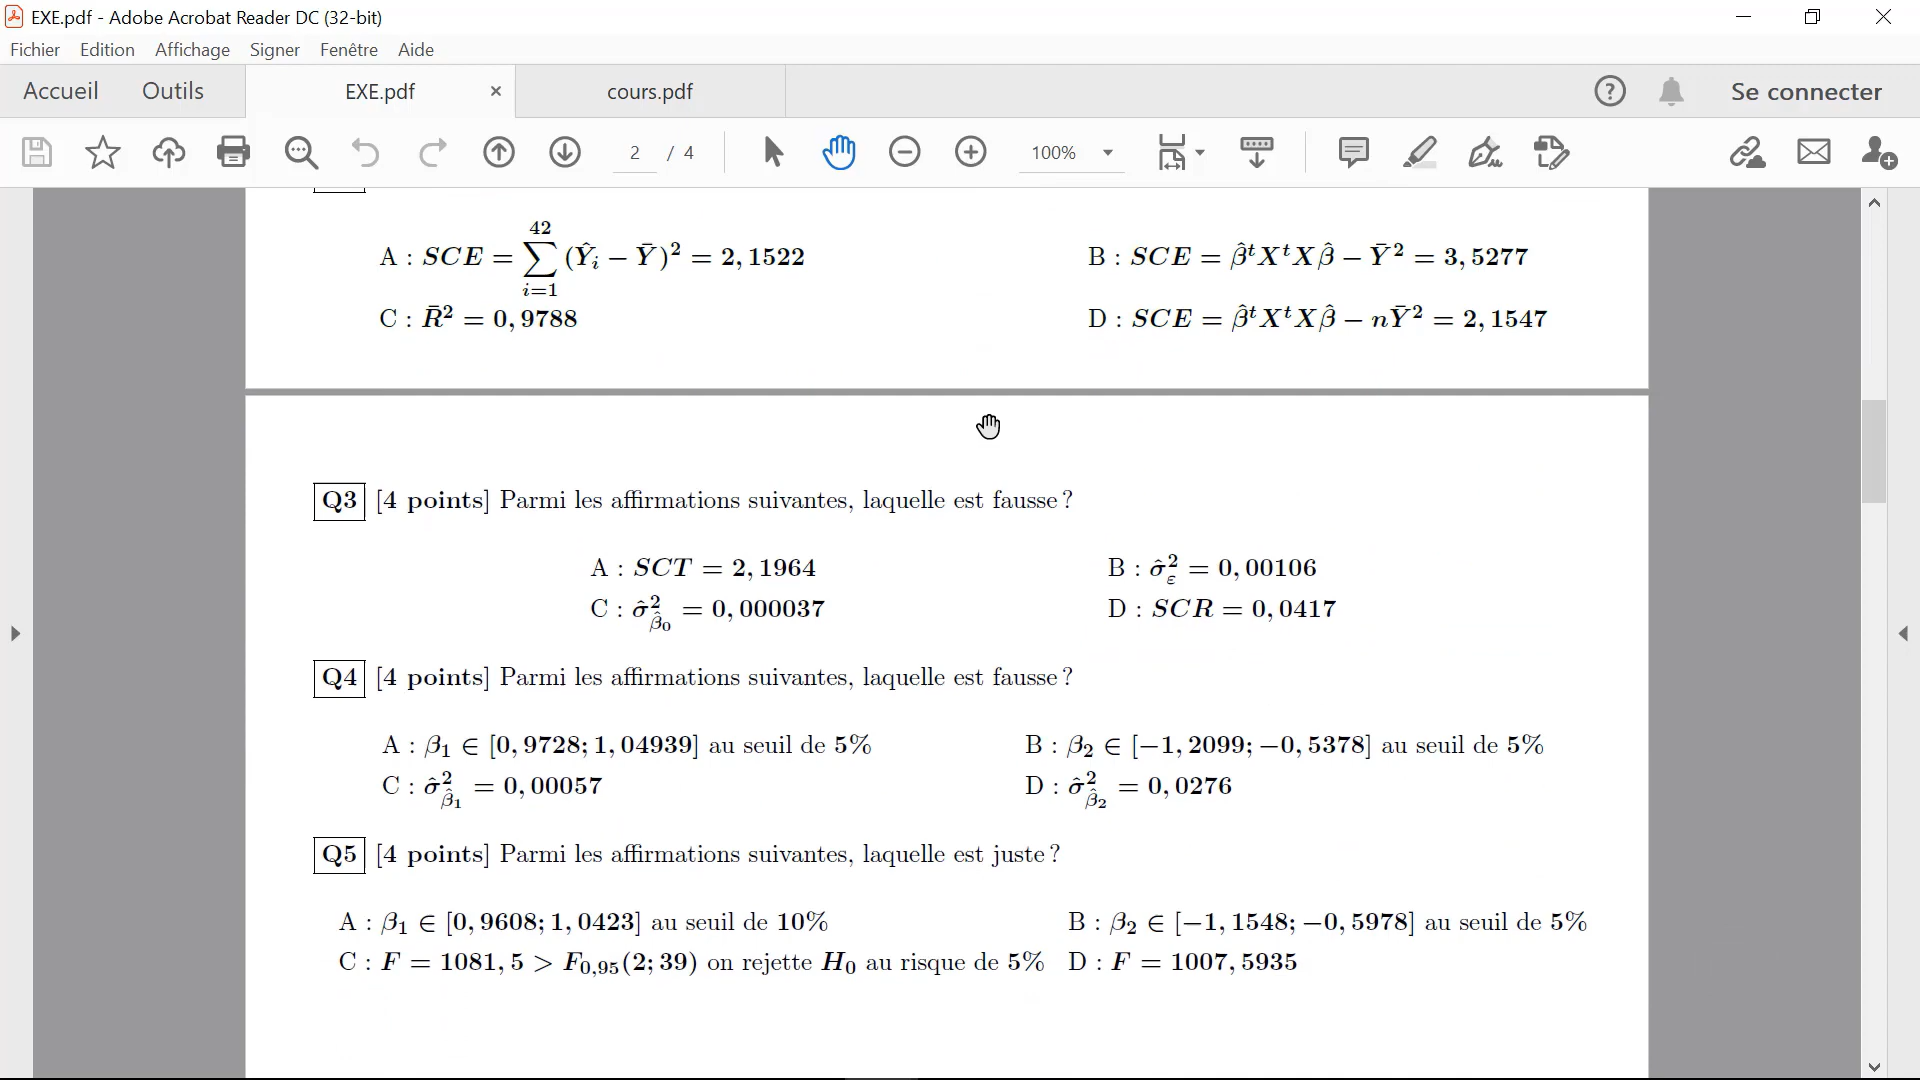 EXE.pdf - Adobe Acrobat Reader DC (32-bit)
Fichier Edition Affichage Signer Fenêtre Aide
Accueil Outils EXE.pdf × cours.pdf Se connecter
2 / 4 100%
A : SCE = \sum_{i=1}^{42} (Ŷ_i − Ȳ)² = 2,1522 B : SCE = β̂ᵗXᵗXβ̂ − Ȳ² = 3,5277
C : R̄² = 0,9788 D : SCE = β̂ᵗXᵗXβ̂ − nȲ² = 2,1547
Q3 [4 points] Parmi les affirmations suivantes, laquelle est fausse ?
A : SCT = 2,1964 B : σ̂²_ε = 0,00106
C : σ̂²_{β̂₀} = 0,000037 D : SCR = 0,0417
Q4 [4 points] Parmi les affirmations suivantes, laquelle est fausse ?
A : β₁ ∈ [0,9728; 1,04939] au seuil de 5% B : β₂ ∈ [−1,2099; −0,5378] au seuil de 5%
C : σ̂²_{β̂₁} = 0,00057 D : σ̂²_{β̂₂} = 0,0276
Q5 [4 points] Parmi les affirmations suivantes, laquelle est juste ?
A : β₁ ∈ [0,9608; 1,0423] au seuil de 10% B : β₂ ∈ [−1,1548; −0,5978] au seuil de 5%
C : F = 1081,5 > F₀,₉₅(2; 39) on rejette H₀ au risque de 5% D : F = 1007,5935